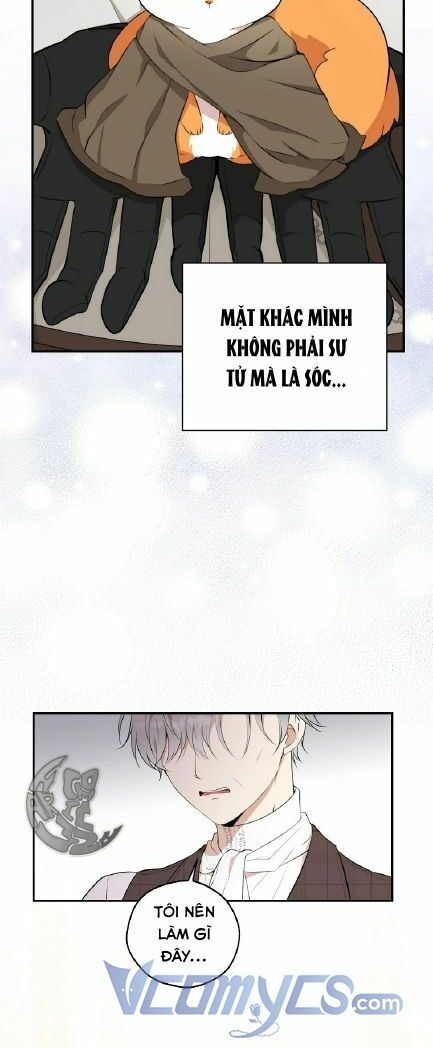 MẶT KHÁC MÌNH
KHÔNG PHẢI SƯ
TỬ MÀ LÀ SÓC...
TÔI NÊN
LÀM GÌ
ĐÂY...
VCOMYCS.com